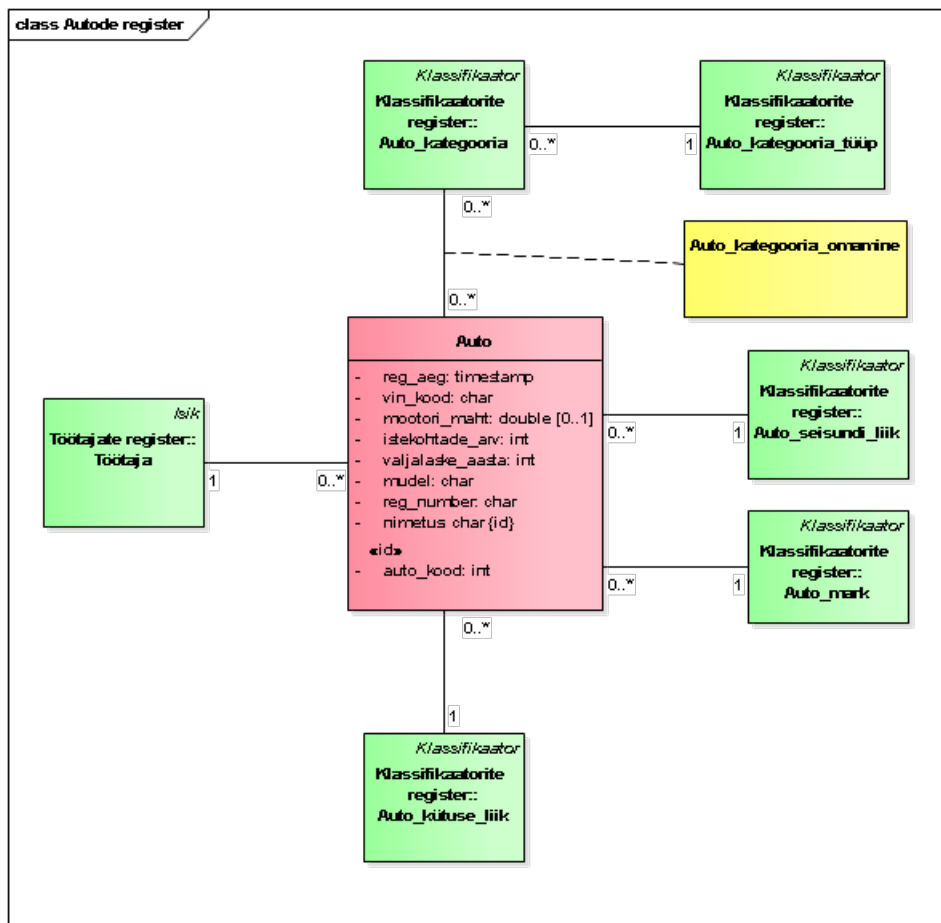 class Autode register
Klassifikaator
Klassifikaatorite
register::
Auto_kategooria
Klassifikaator
Klassifikaatorite
register::
Auto_kategooria_tüüp
0..*
1
0..*
Auto_kategooria_omamine
0..*
Auto
- reg_aeg: timestamp
- vin_kood: char
- mootori_maht: double [0..1]
- istekohtade_arv: int
- valjalaske_aasta: int
- mudel: char
- reg_number: char
- nimetus char {id}
«id»
- auto_kood: int
Isik
Töötajate register::
Töötaja
1
0..*
Klassifikaator
Klassifikaatorite
register::
Auto_seisundi_liik
0..*
1
Klassifikaator
Klassifikaatorite
register::
Auto_mark
0..*
1
0..*
1
Klassifikaator
Klassifikaatorite
register::
Auto_kütuse_liik